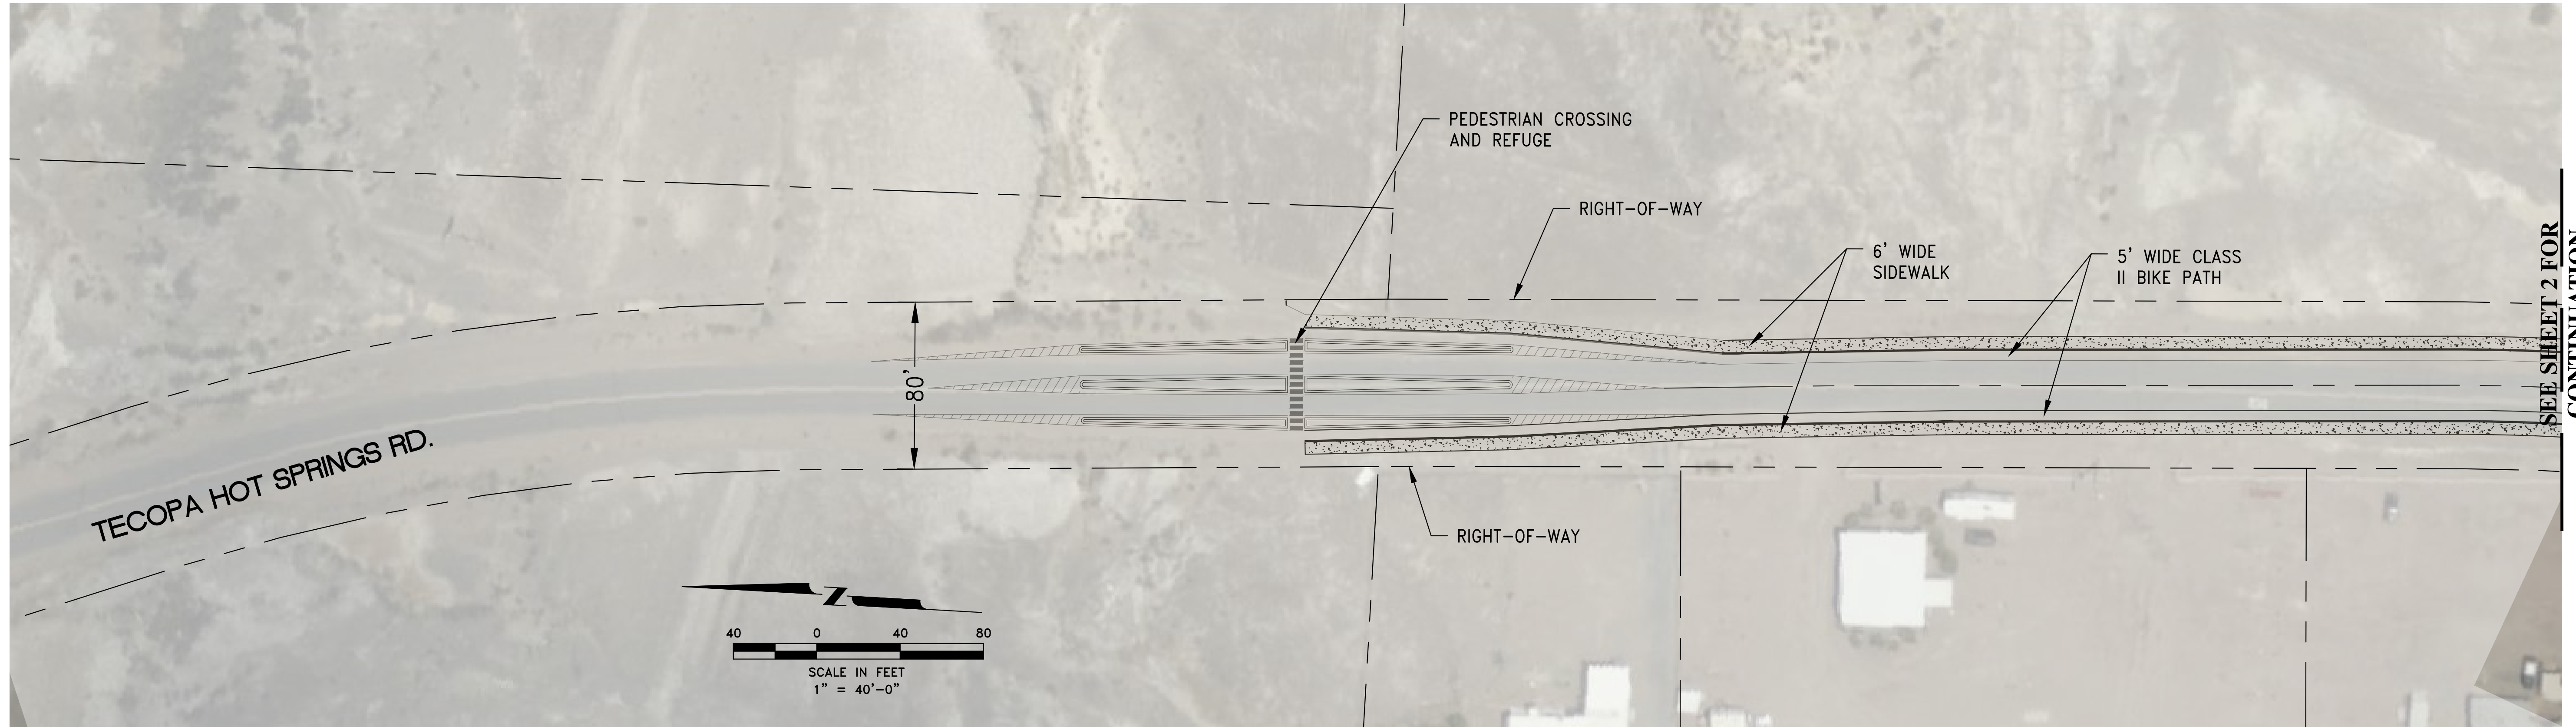 PEDESTRIAN CROSSING
AND REFUGE
RIGHT-OF-WAY
6' WIDE
SIDEWALK
5' WIDE CLASS
II BIKE PATH
SEE SHEET 2 FOR
CONTINUATION
80'
TECOPA HOT SPRINGS RD.
RIGHT-OF-WAY
N
40 0 40 80
SCALE IN FEET
1" = 40'-0"